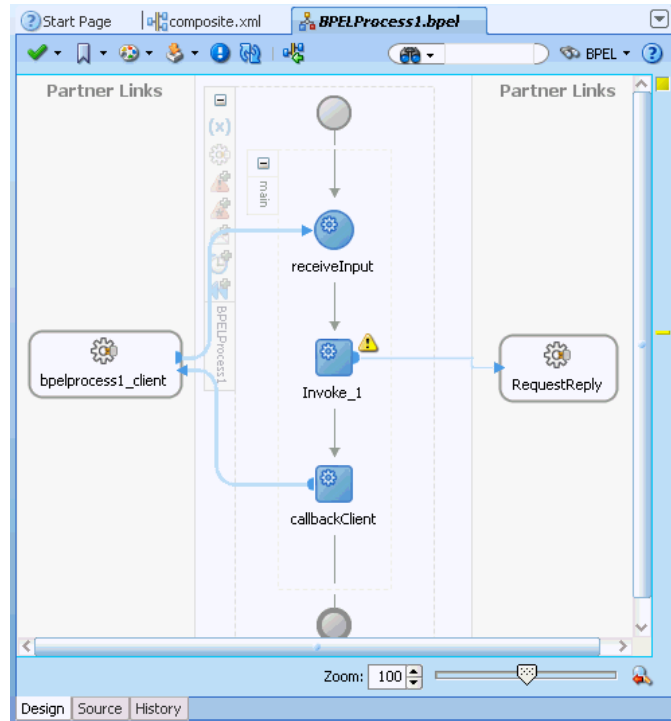 Start Page composite.xml BPELProcess1.bpel
BPEL
Partner Links Partner Links
(x)
main
receiveInput
BPELProcess1
bpelprocess1_client
Invoke_1
RequestReply
callbackClient
Zoom: 100
Design Source History